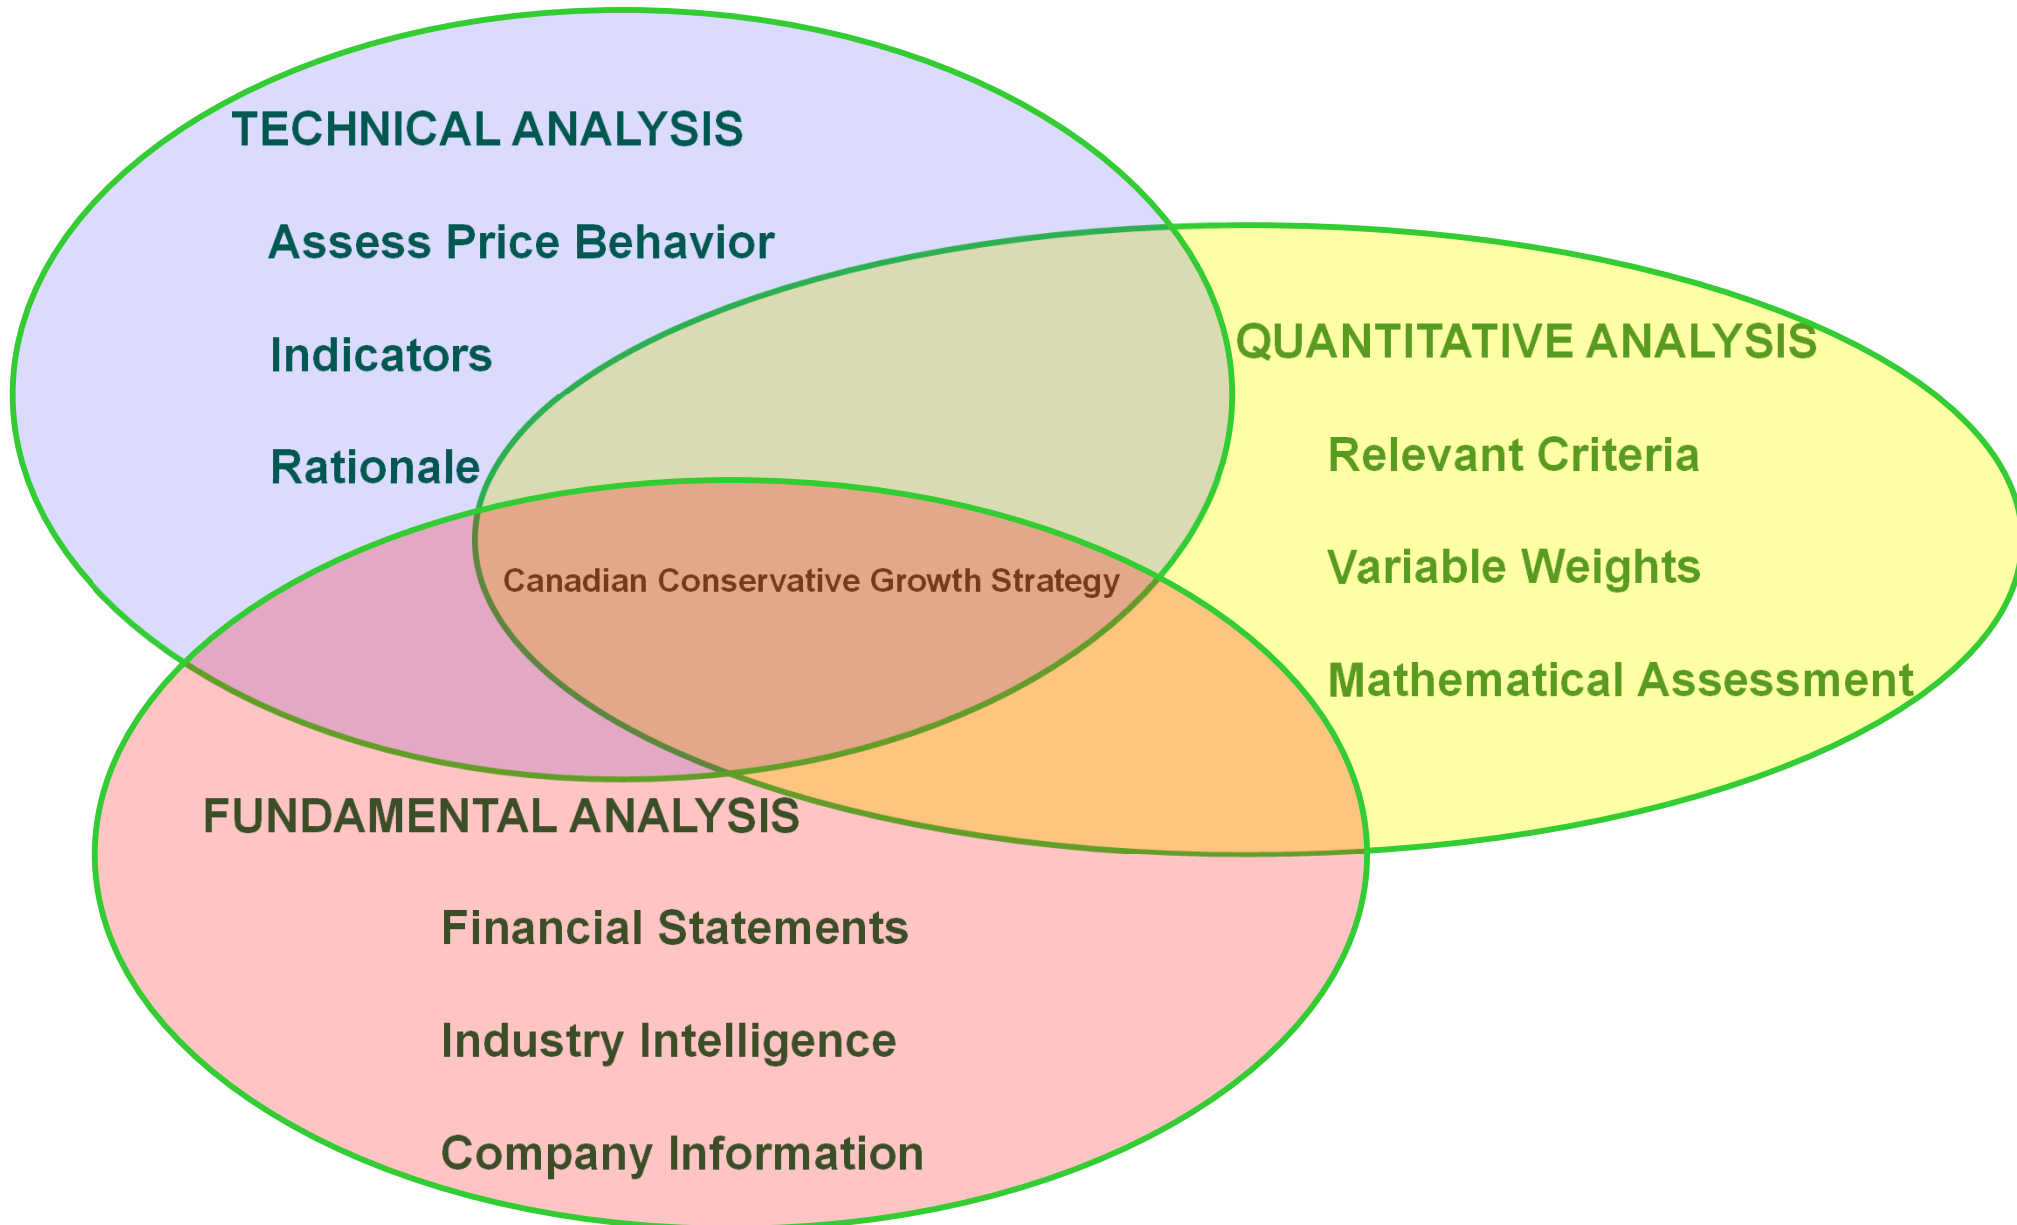 TECHNICAL ANALYSIS
Assess Price Behavior
Indicators
Rationale
QUANTITATIVE ANALYSIS
Relevant Criteria
Variable Weights
Mathematical Assessment
Canadian Conservative Growth Strategy
FUNDAMENTAL ANALYSIS
Financial Statements
Industry Intelligence
Company Information